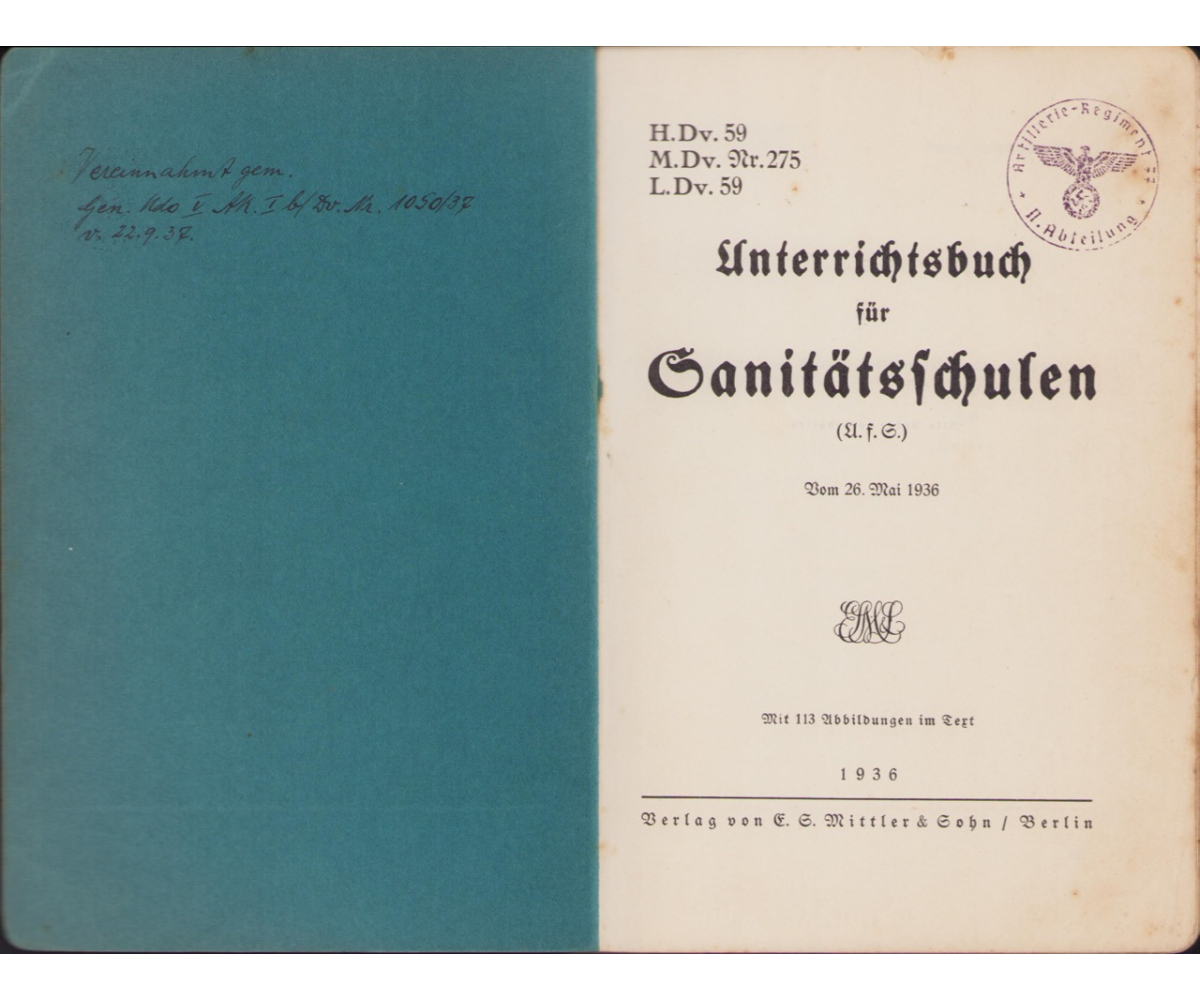 Vereinnahmt gem.
Gen. Kdo V. AK. I b/ Dv. Nr. 1050/37
v. 22.9.37.
H.Dv. 59
M.Dv. Nr. 275
L.Dv. 59
Artillerie-Regiment
II. Abteilung
Unterrichtsbuch
für
Sanitätsschulen
(U. f. S.)
Vom 26. Mai 1936
Mit 113 Abbildungen im Text
1936
Verlag von E. S. Mittler & Sohn / Berlin